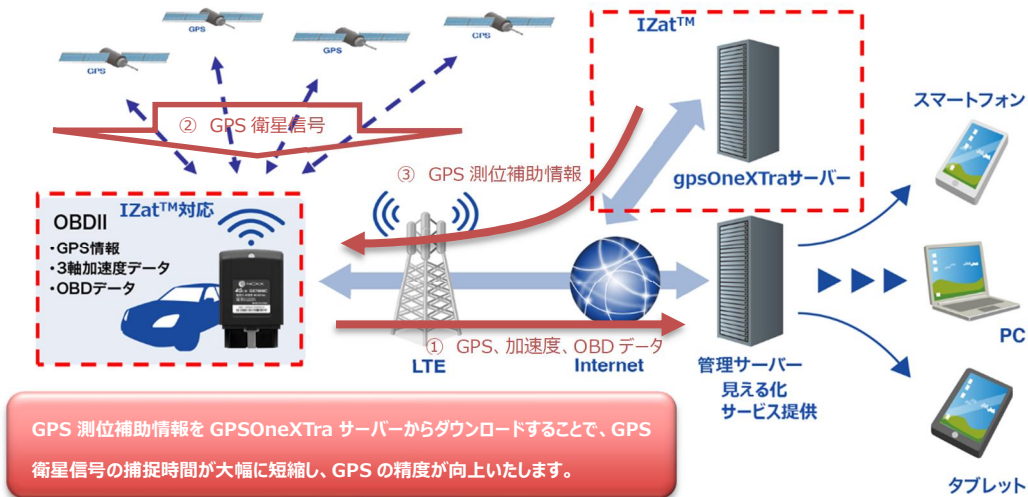 GPS
GPS
GPS
GPS
IZat™
② GPS 衛星信号
③ GPS 測位補助情報
gpsOneXTraサーバー
スマートフォン
IZat™対応
OBDII
・GPS情報
・3軸加速度データ
・OBDデータ
① GPS、加速度、OBD データ
LTE
Internet
管理サーバー
見える化
サービス提供
PC
タブレット
GPS 測位補助情報を GPSOneXTra サーバーからダウンロードすることで、GPS
衛星信号の捕捉時間が大幅に短縮し、GPS の精度が向上いたします。